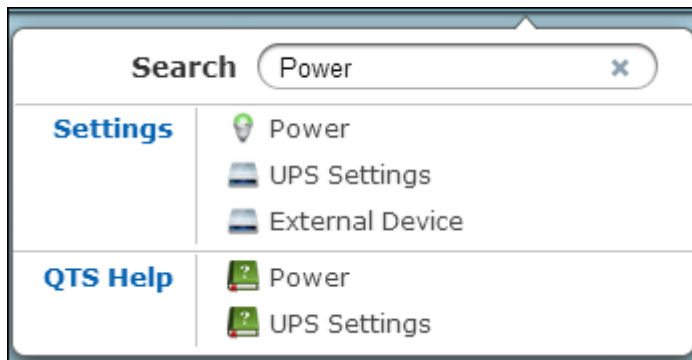 Search Power
Settings Power
UPS Settings
External Device
QTS Help Power
UPS Settings